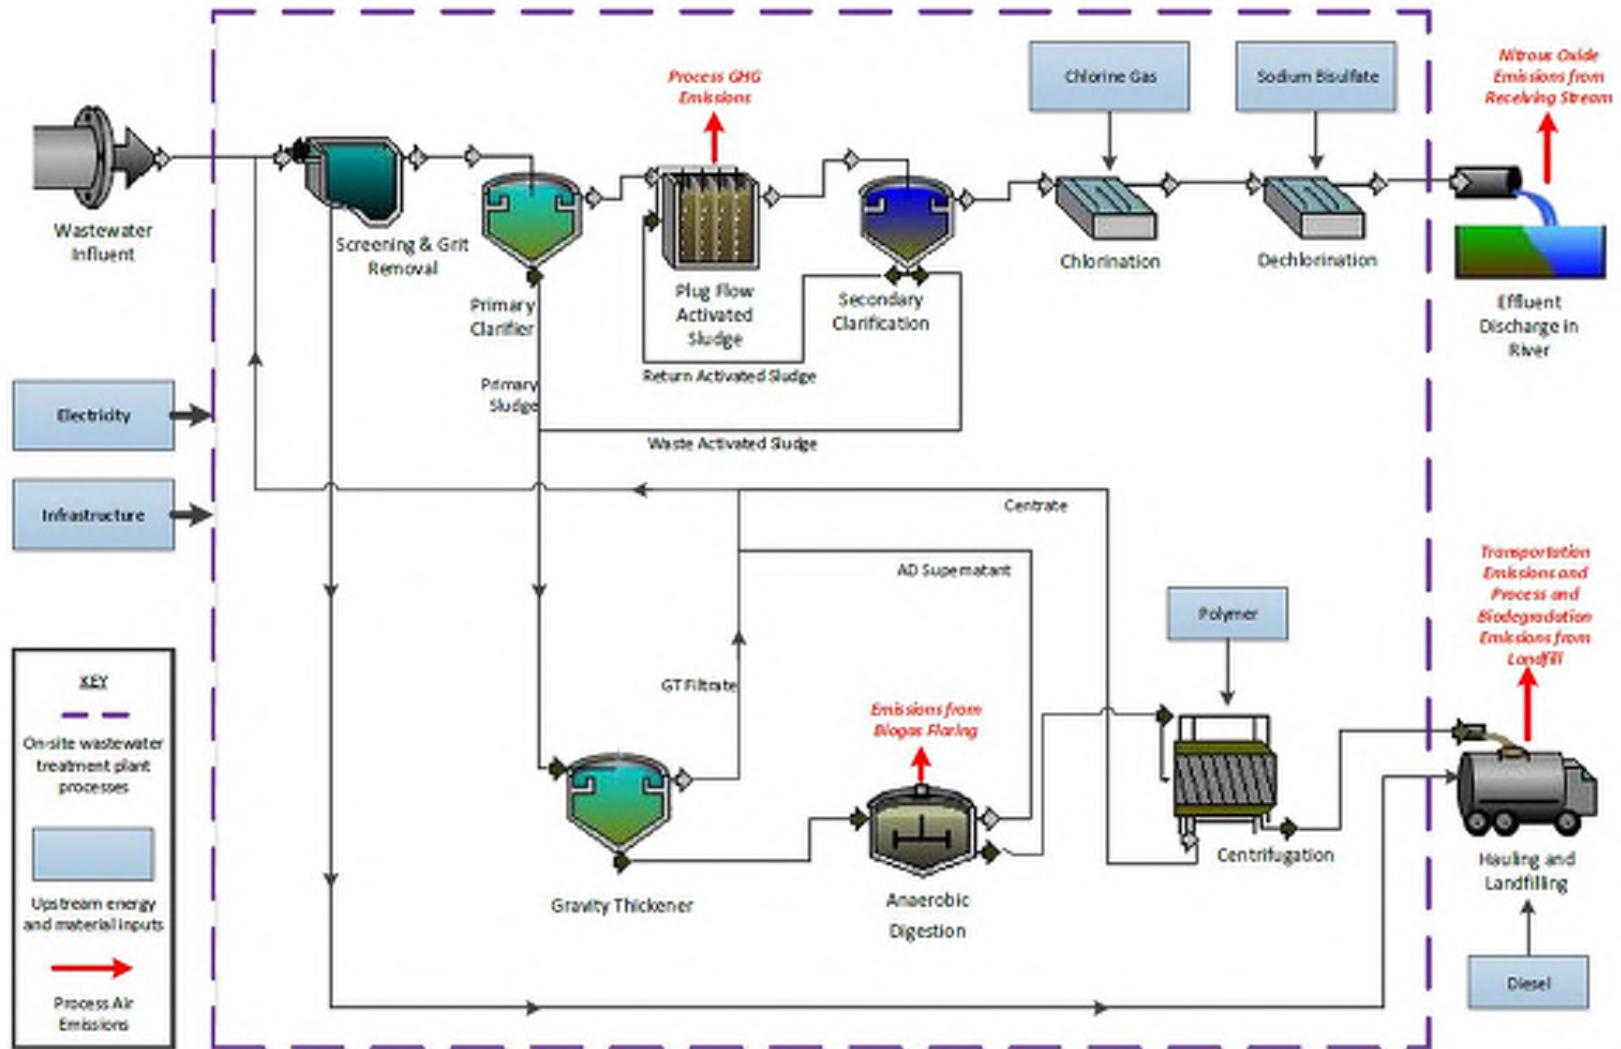 Process GHG
Emissions
Chlorine Gas
Sodium Bisulfate
Nitrous Oxide
Emissions from
Receiving Stream
Wastewater
Influent
Screening & Grit
Removal
Primary
Clarifier
Plug Flow
Activated
Sludge
Secondary
Clarification
Chlorination
Dechlorination
Effluent
Discharge in
River
Return Activated Sludge
Primary
Sludge
Waste Activated Sludge
Electricity
Infrastructure
Centrate
AD Supernatant
GT Filtrate
Polymer
Transportation
Emissions and
Process and
Biodegradation
Emissions from
Landfill
Emissions from
Biogas Flaring
Gravity Thickener
Anaerobic
Digestion
Centrifugation
Hauling and
Landfilling
Diesel
KEY
On-site wastewater
treatment plant
processes
Upstream energy
and material inputs
Process Air
Emissions